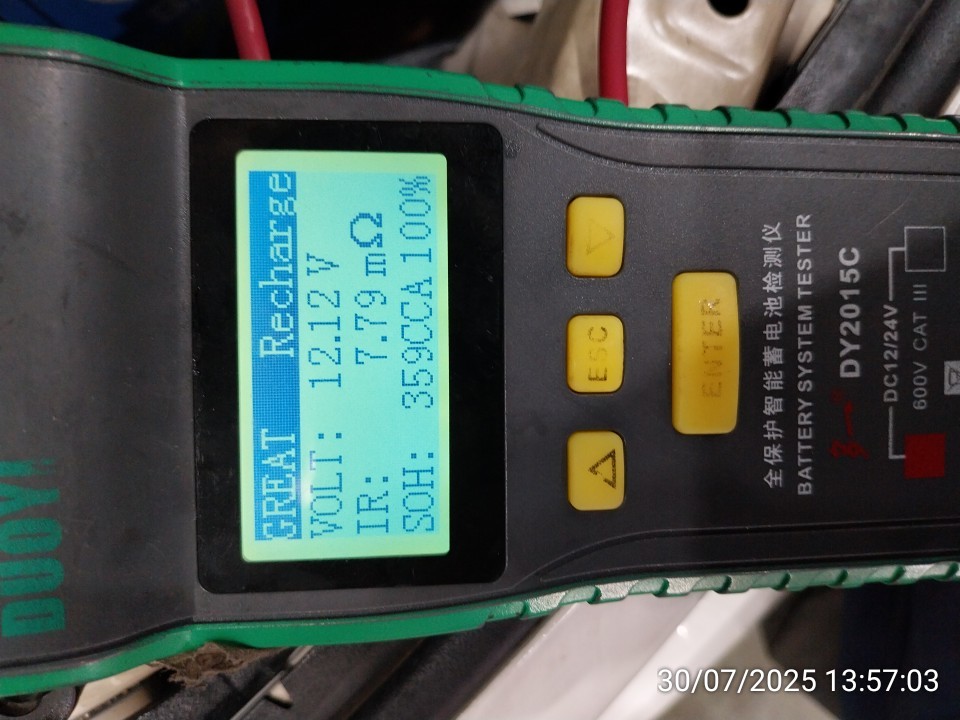 GREAT Recharge
VOLT: 12.12 V
IR: 7.79 mΩ
SOH: 359CCA 100%
ESC
ENTER
全保护智能蓄电池检测仪
BATTERY SYSTEM TESTER
DY2015C
DC12/24V
600V CAT III
DUOYI
30/07/2025 13:57:03